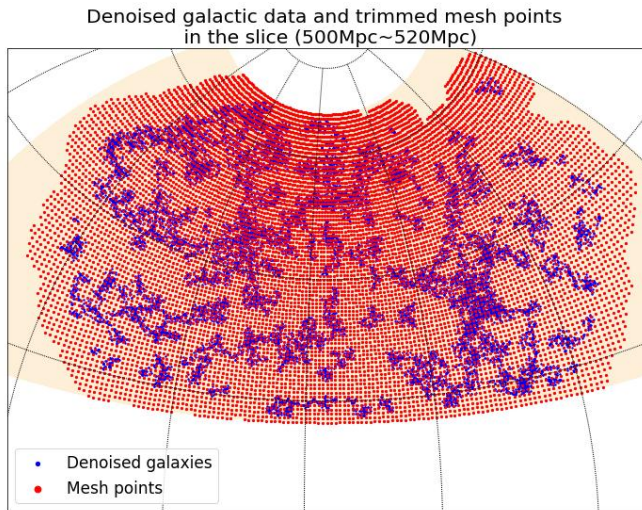 Denoised galactic data and trimmed mesh points
in the slice (500Mpc~520Mpc)
Denoised galaxies
Mesh points